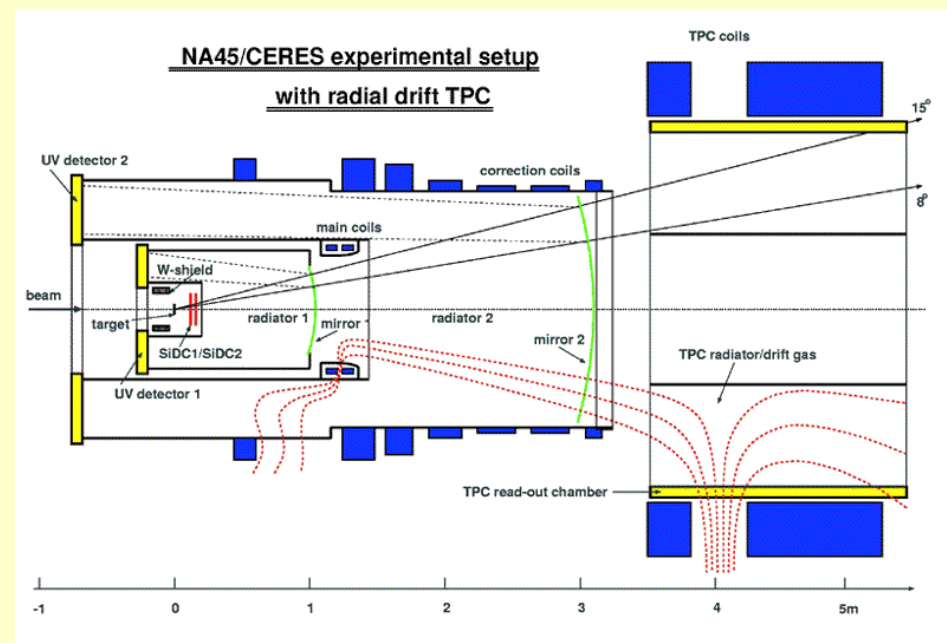 NA45/CERES experimental setup
with radial drift TPC
TPC coils
15°
8°
UV detector 2
correction coils
main coils
W-shield
beam
target
radiator 1
mirror
radiator 2
mirror 2
SiDC1/SiDC2
UV detector 1
TPC radiator/drift gas
TPC read-out chamber
-1 0 1 2 3 4 5m